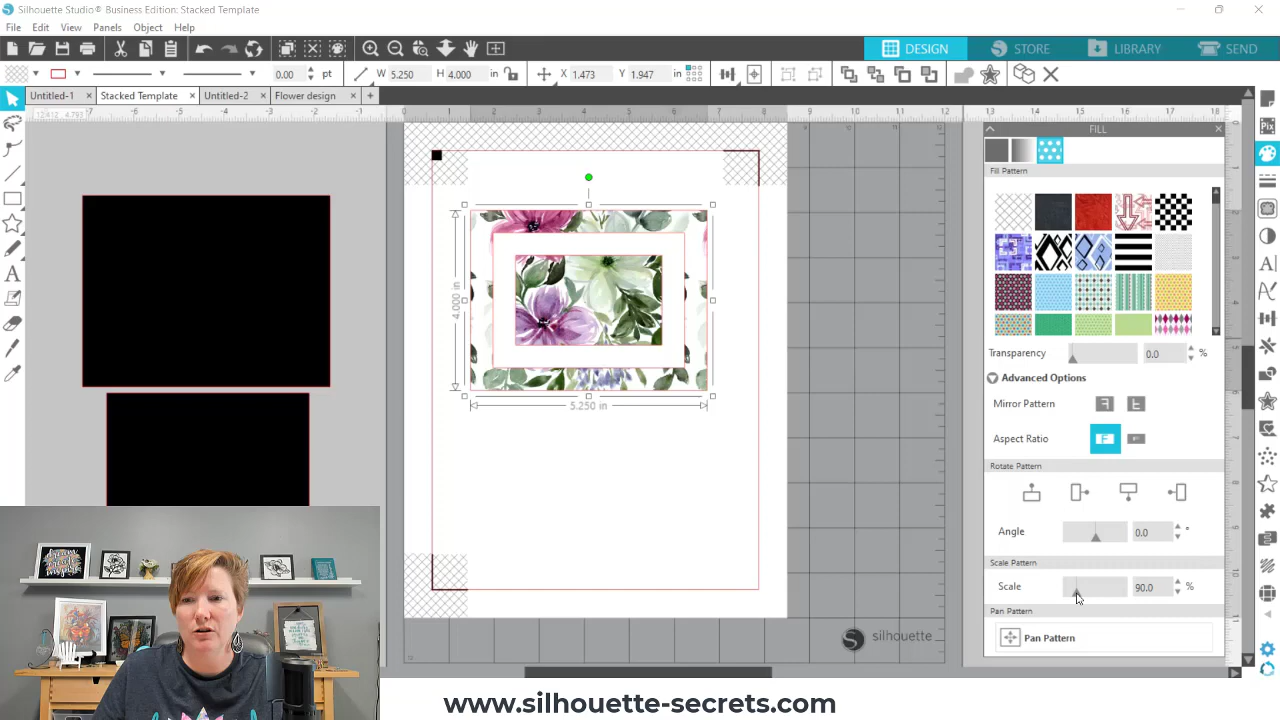 Silhouette Studio® Business Edition: Stacked Template
File Edit View Panels Object Help
DESIGN STORE LIBRARY SEND
0.00 pt W 5.250 H 4.000 in X 1.473 Y 1.947 in
Untitled-1 Stacked Template Untitled-2 Flower design
FILL
Fill Pattern
4.000 in
5.250 in
Transparency 0.0 %
Advanced Options
Mirror Pattern
Aspect Ratio
Rotate Pattern
Angle 0.0 °
Scale Pattern
Scale 90.0 %
Pan Pattern
Pan Pattern
silhouette
www.silhouette-secrets.com